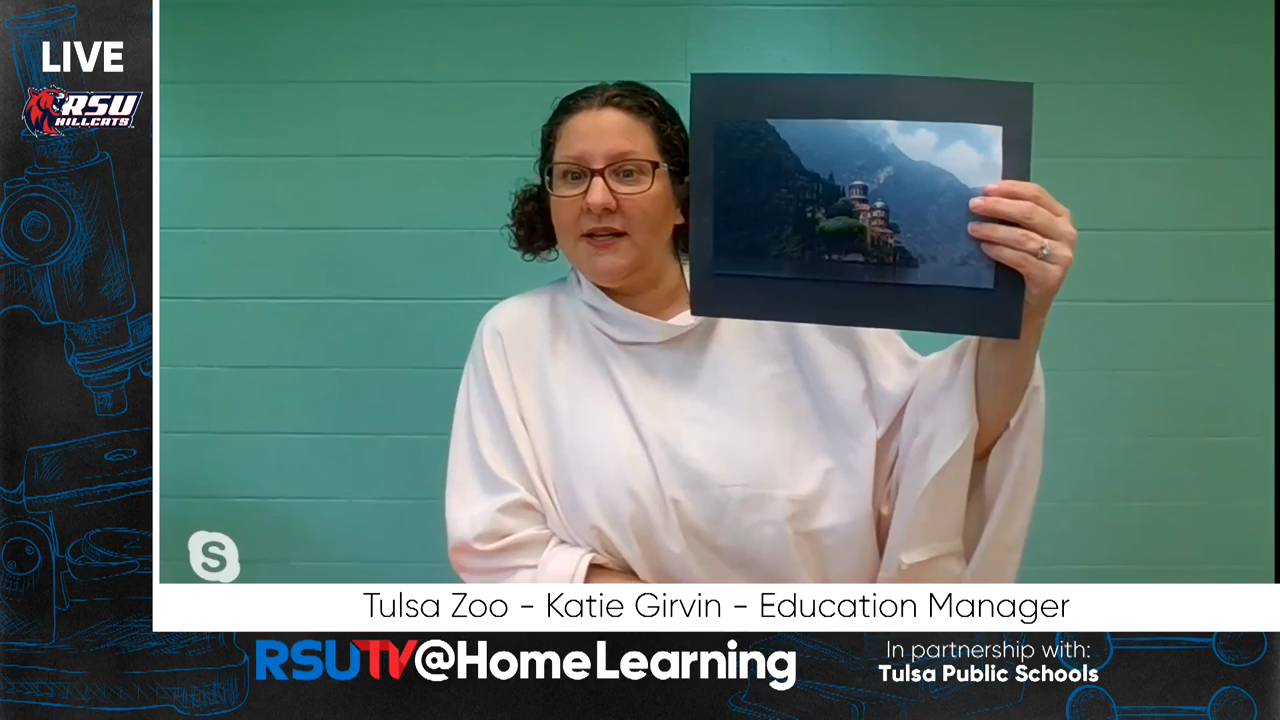 LIVE
RSU
HILLCATS
S
Tulsa Zoo - Katie Girvin - Education Manager
RSUTV@HomeLearning
In partnership with:
Tulsa Public Schools